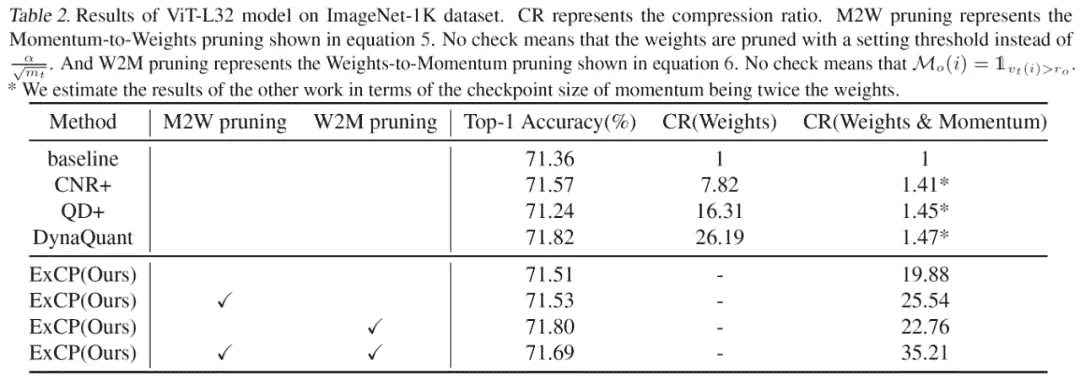 Table 2. Results of ViT-L32 model on ImageNet-1K dataset. CR represents the compression ratio. M2W pruning represents the
Momentum-to-Weights pruning shown in equation 5. No check means that the weights are pruned with a setting threshold instead of
α/√m_t. And W2M pruning represents the Weights-to-Momentum pruning shown in equation 6. No check means that ℳ_o(i) = 𝟙_{v_t(i)>r_o}.
* We estimate the results of the other work in terms of the checkpoint size of momentum being twice the weights.
Method M2W pruning W2M pruning Top-1 Accuracy(%) CR(Weights) CR(Weights & Momentum)
baseline 71.36 1 1
CNR+ 71.57 7.82 1.41*
QD+ 71.24 16.31 1.45*
DynaQuant 71.82 26.19 1.47*
ExCP(Ours) 71.51 - 19.88
ExCP(Ours) ✓ 71.53 - 25.54
ExCP(Ours) ✓ 71.80 - 22.76
ExCP(Ours) ✓ ✓ 71.69 - 35.21